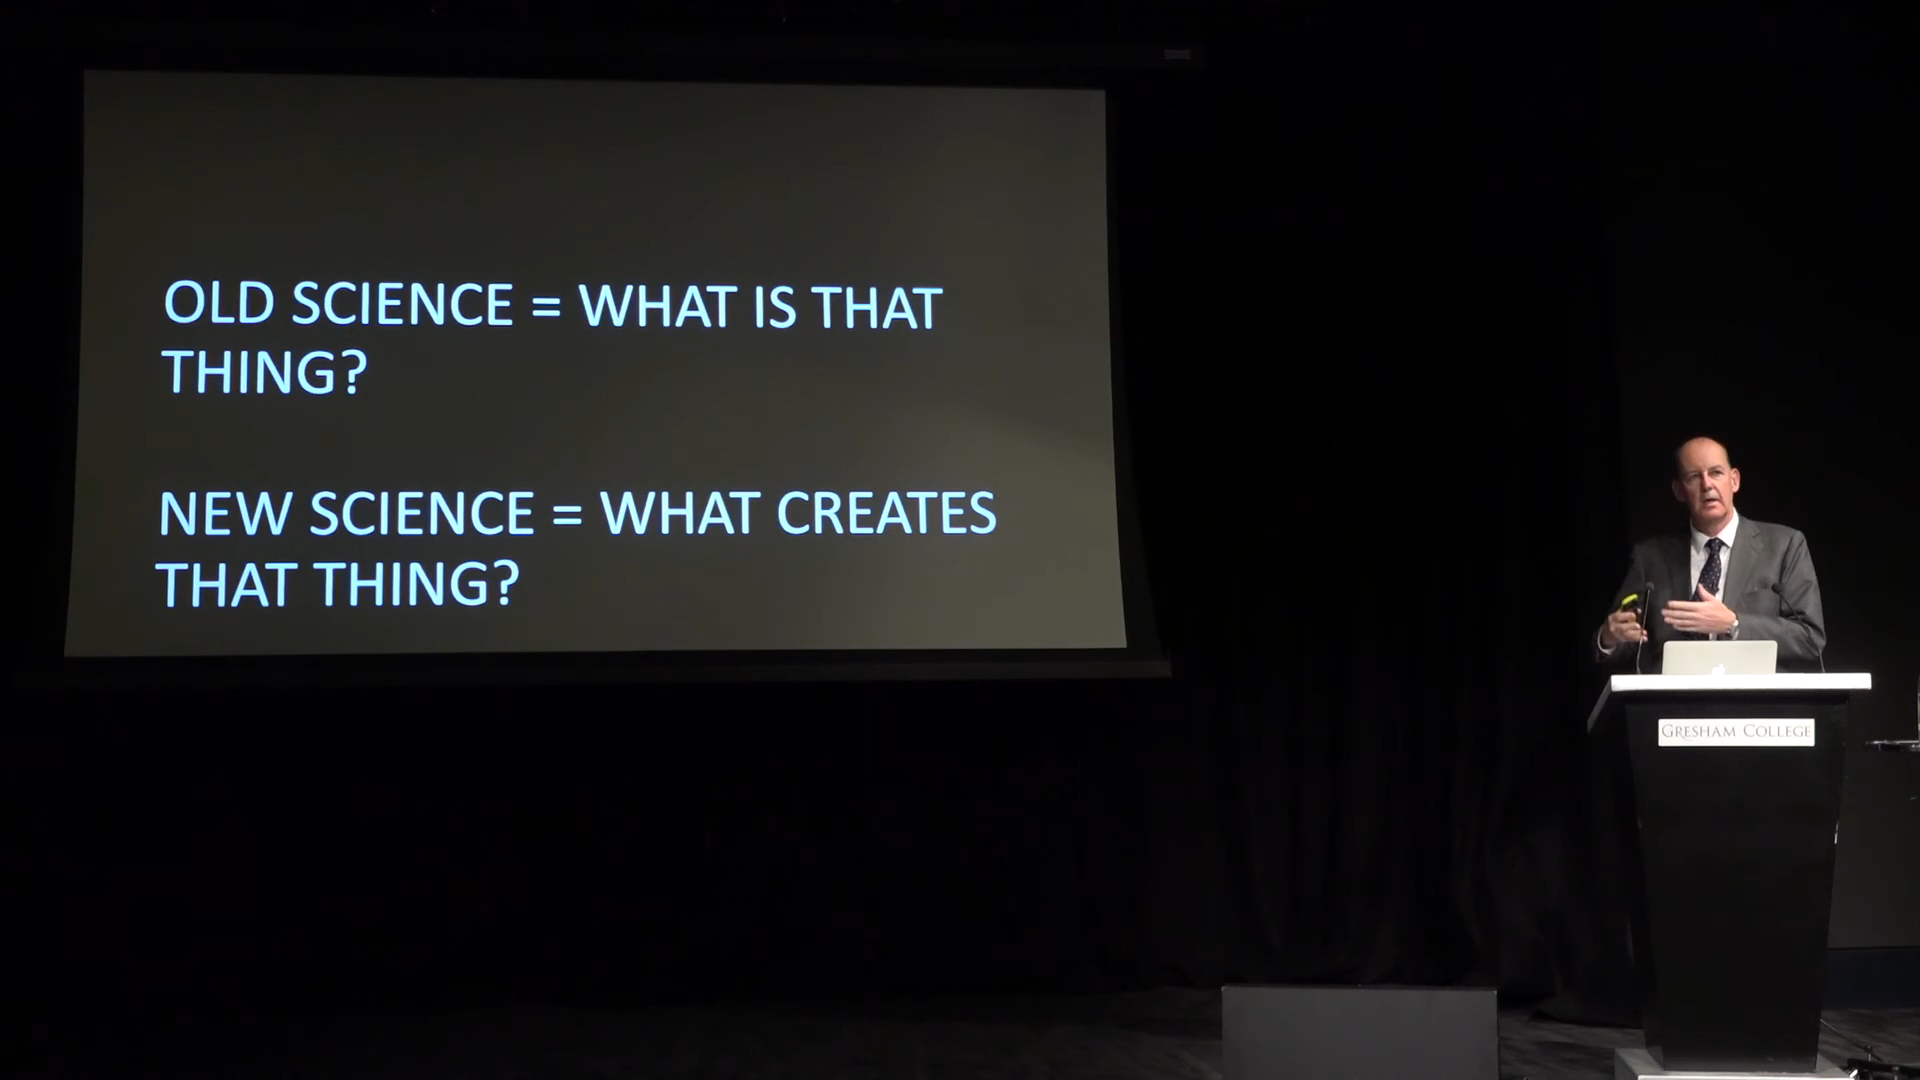 OLD SCIENCE = WHAT IS THAT
THING?
NEW SCIENCE = WHAT CREATES
THAT THING?
GRESHAM COLLEGE